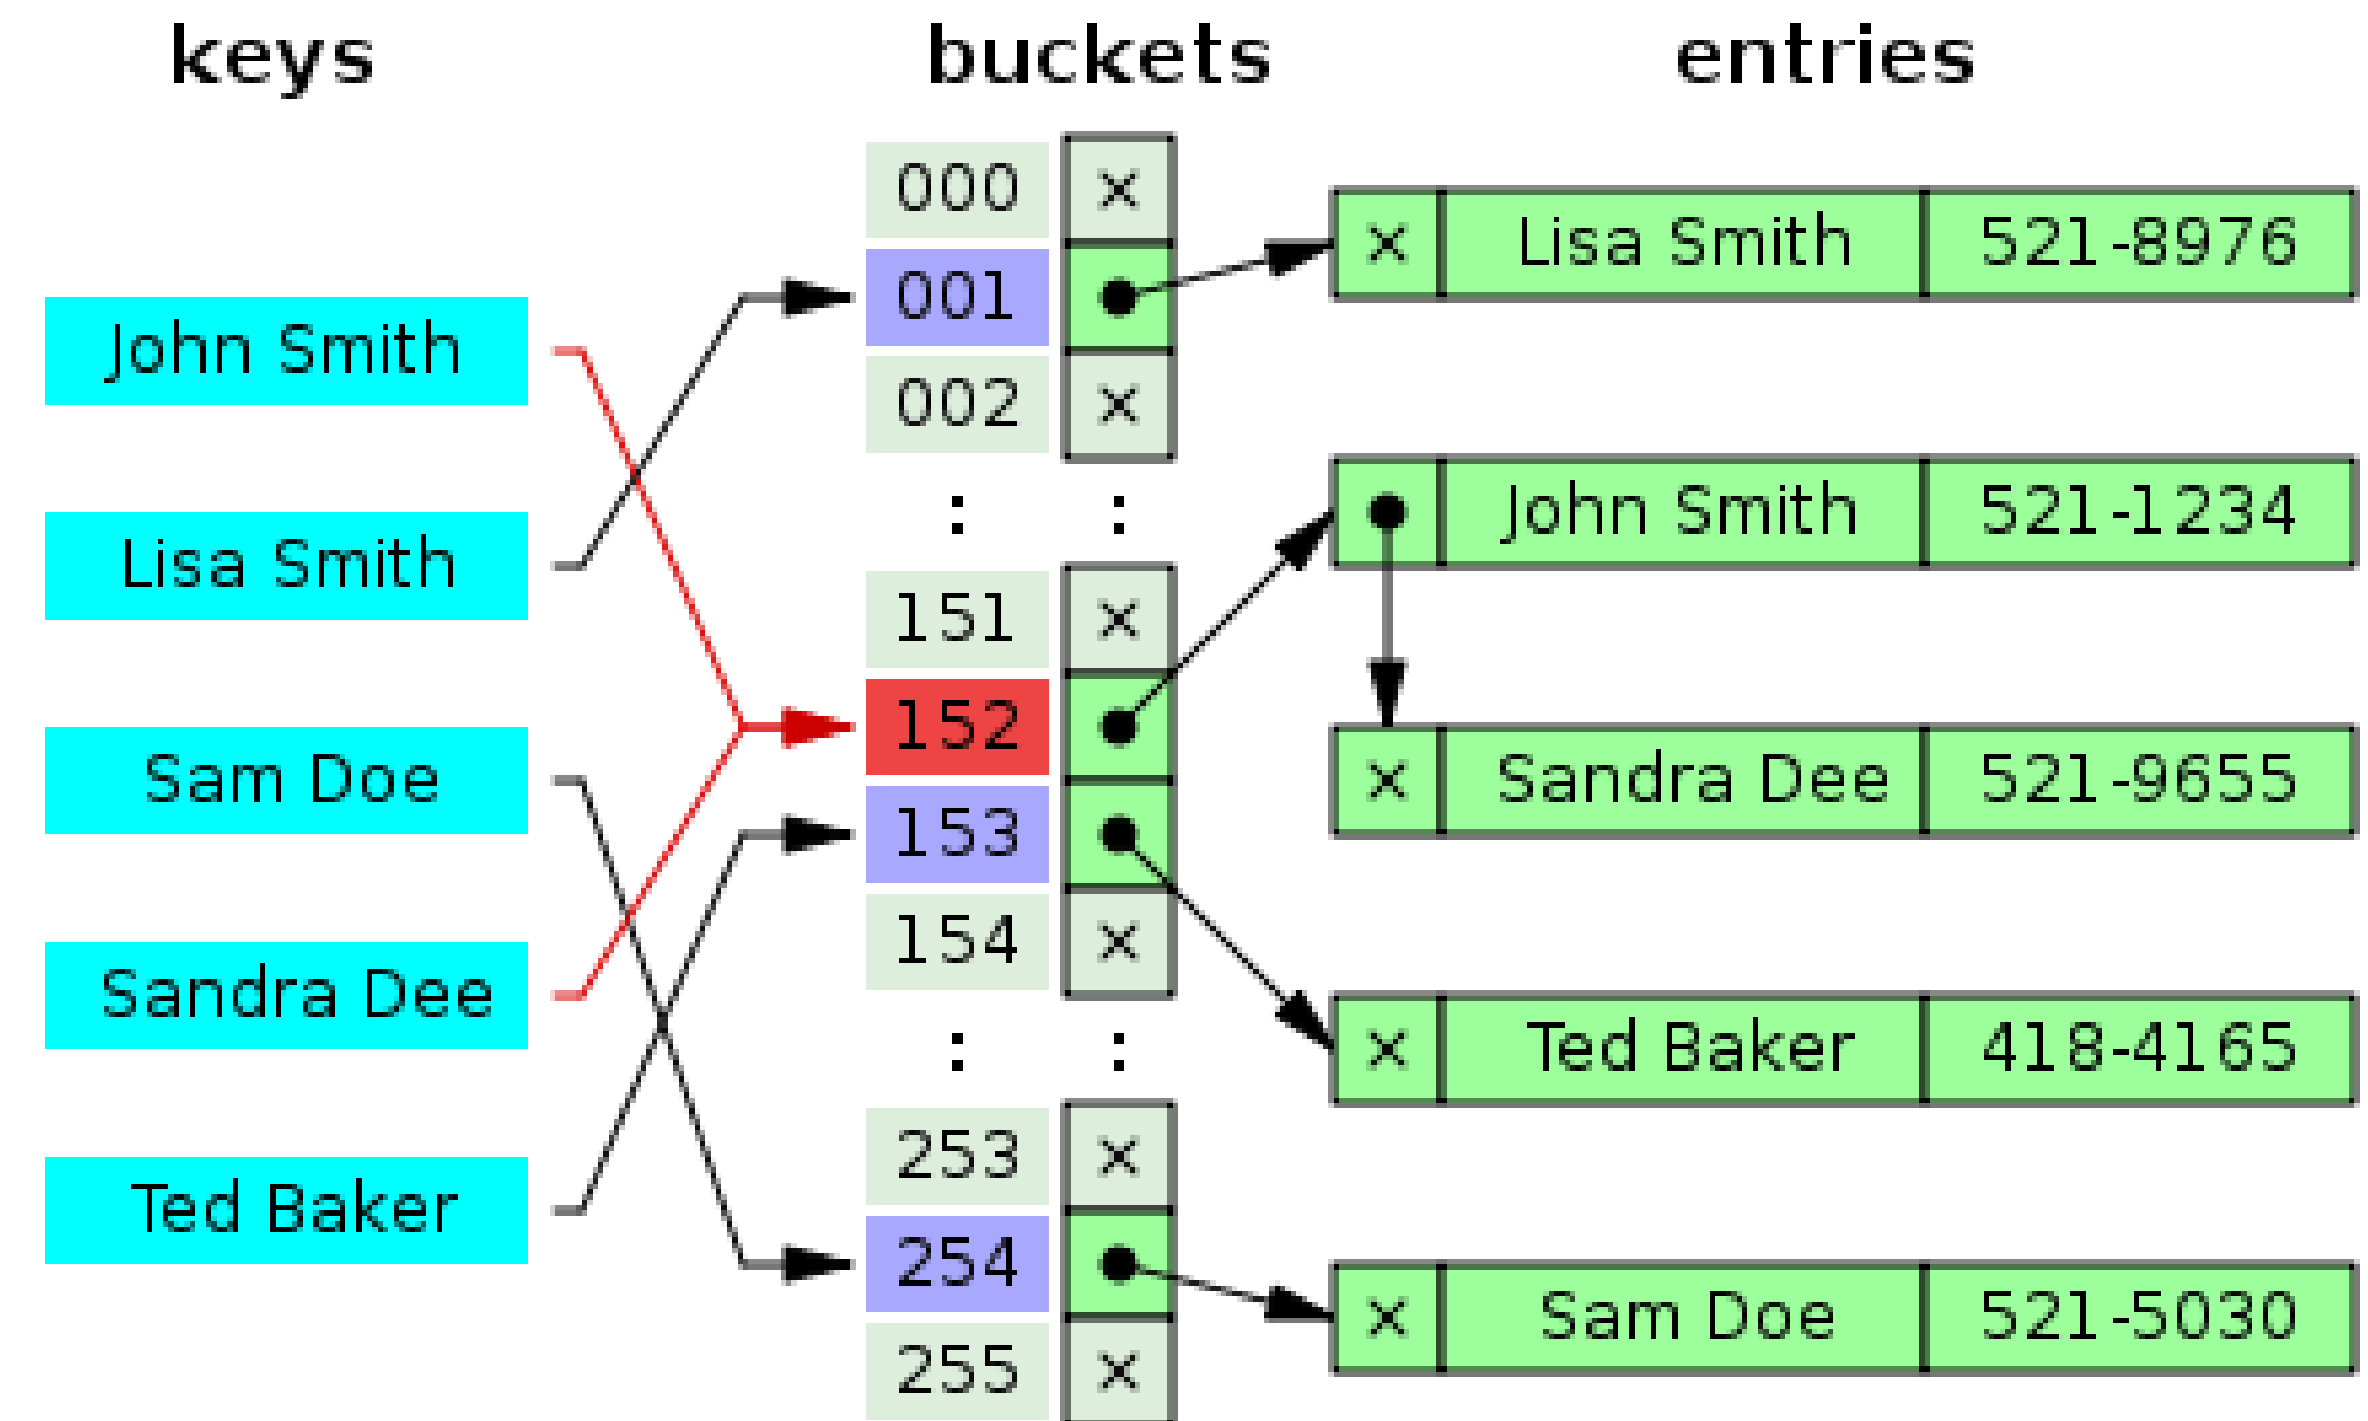 keys
buckets
entries
John Smith
Lisa Smith
Sam Doe
Sandra Dee
Ted Baker
000 ×
001
002 ×
: :
151 ×
152
153
154 ×
: :
253 ×
254
255 ×
× Lisa Smith 521-8976
John Smith 521-1234
× Sandra Dee 521-9655
× Ted Baker 418-4165
× Sam Doe 521-5030